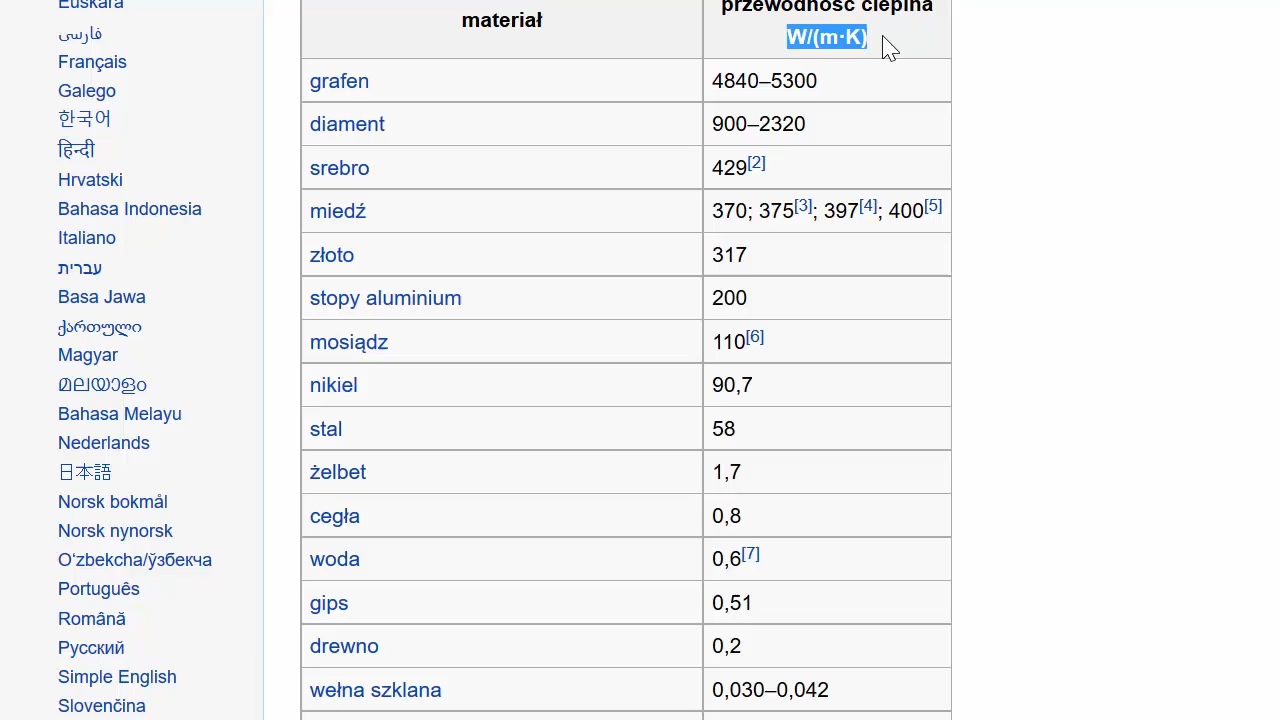 Euskara
فارسی
Français
Galego
한국어
हिन्दी
Hrvatski
Bahasa Indonesia
Italiano
עברית
Basa Jawa
ქართული
Magyar
മലയാളം
Bahasa Melayu
Nederlands
日本語
Norsk bokmål
Norsk nynorsk
Oʻzbekcha/ўзбекча
Português
Română
Русский
Simple English
Slovenčina
materiał przewodność cieplna
W/(m·K)
grafen 4840–5300
diament 900–2320
srebro 429[2]
miedź 370; 375[3]; 397[4]; 400[5]
złoto 317
stopy aluminium 200
mosiądz 110[6]
nikiel 90,7
stal 58
żelbet 1,7
cegła 0,8
woda 0,6[7]
gips 0,51
drewno 0,2
wełna szklana 0,030–0,042